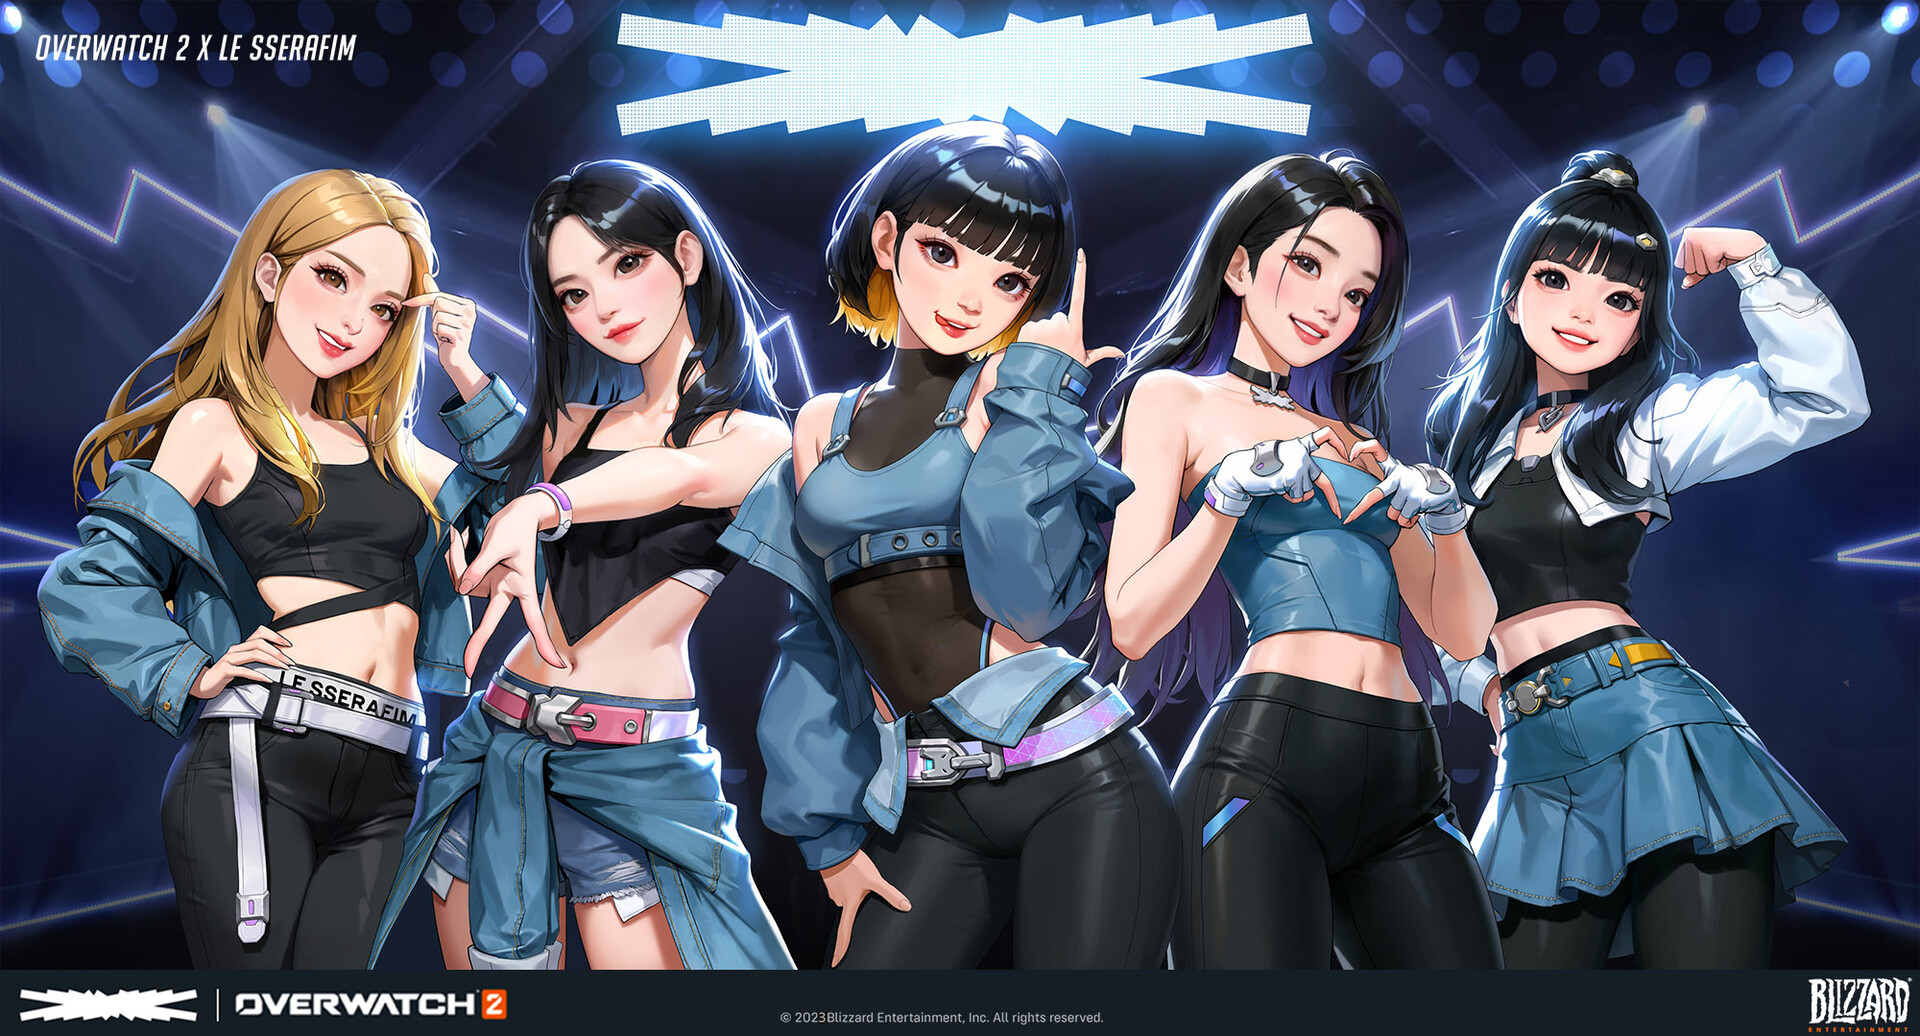 OVERWATCH 2 X LE SSERAFIM
LE SSERAFIM
OVERWATCH 2
© 2023Blizzard Entertainment, Inc. All rights reserved.
BLIZZARD
ENTERTAINMENT